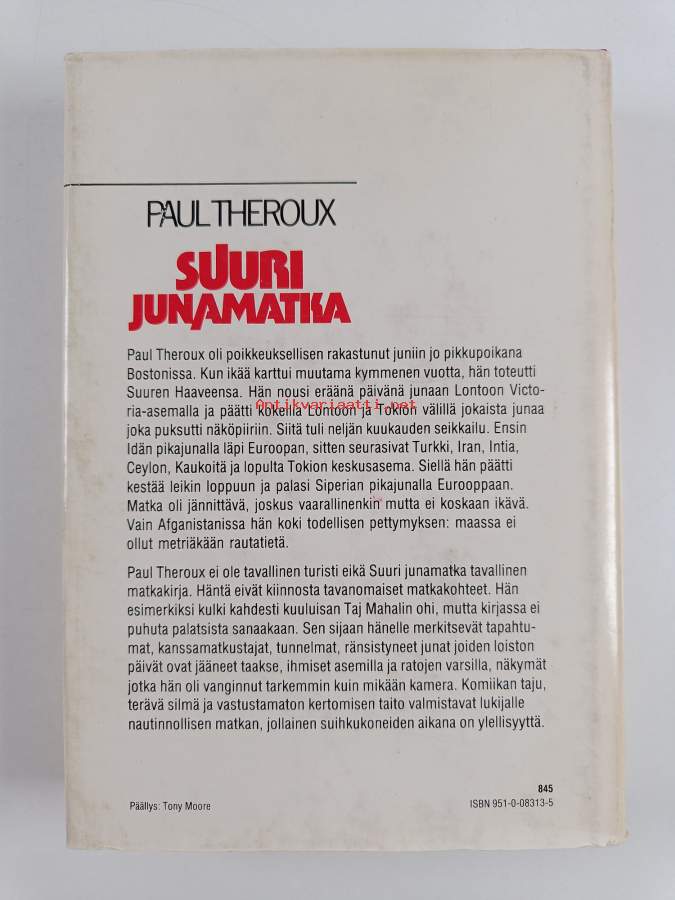 PAUL THEROUX
SUURI
JUNAMATKA
Paul Theroux oli poikkeuksellisen rakastunut juniin jo pikkupoikana
Bostonissa. Kun ikää karttui muutama kymmenen vuotta, hän toteutti
Suuren Haaveensa. Hän nousi eräänä päivänä junaan Lontoon Victo-
ria-asemalla ja päätti kokeilla Lontoon ja Tokion välillä jokaista junaa
Antikvariaatti.net
joka puksutti näköpiiriin. Siitä tuli neljän kuukauden seikkailu. Ensin
Idän pikajunalla läpi Euroopan, sitten seurasivat Turkki, Iran, Intia,
Ceylon, Kaukoitä ja lopulta Tokion keskusasema. Siellä hän päätti
kestää leikin loppuun ja palasi Siperian pikajunalla Eurooppaan.
Matka oli jännittävä, joskus vaarallinenkin mutta ei koskaan ikävä.
Vain Afganistanissa hän koki todellisen pettymyksen: maassa ei
ollut metriäkään rautatietä.
Paul Theroux ei ole tavallinen turisti eikä Suuri junamatka tavallinen
matkakirja. Häntä eivät kiinnosta tavanomaiset matkakohteet. Hän
esimerkiksi kulki kahdesti kuuluisan Taj Mahalin ohi, mutta kirjassa ei
puhuta palatsista sanaakaan. Sen sijaan hänelle merkitsevät tapahtu-
mat, kanssamatkustajat, tunnelmat, ränsistyneet junat joiden loiston
päivät ovat jääneet taakse, ihmiset asemilla ja ratojen varsilla, näkymät
jotka hän oli vanginnut tarkemmin kuin mikään kamera. Komiikan taju,
terävä silmä ja vastustamaton kertomisen taito valmistavat lukijalle
nautinnollisen matkan, jollainen suihkukoneiden aikana on ylellisyyttä.
845
Päällys: Tony Moore
ISBN 951-0-08313-5